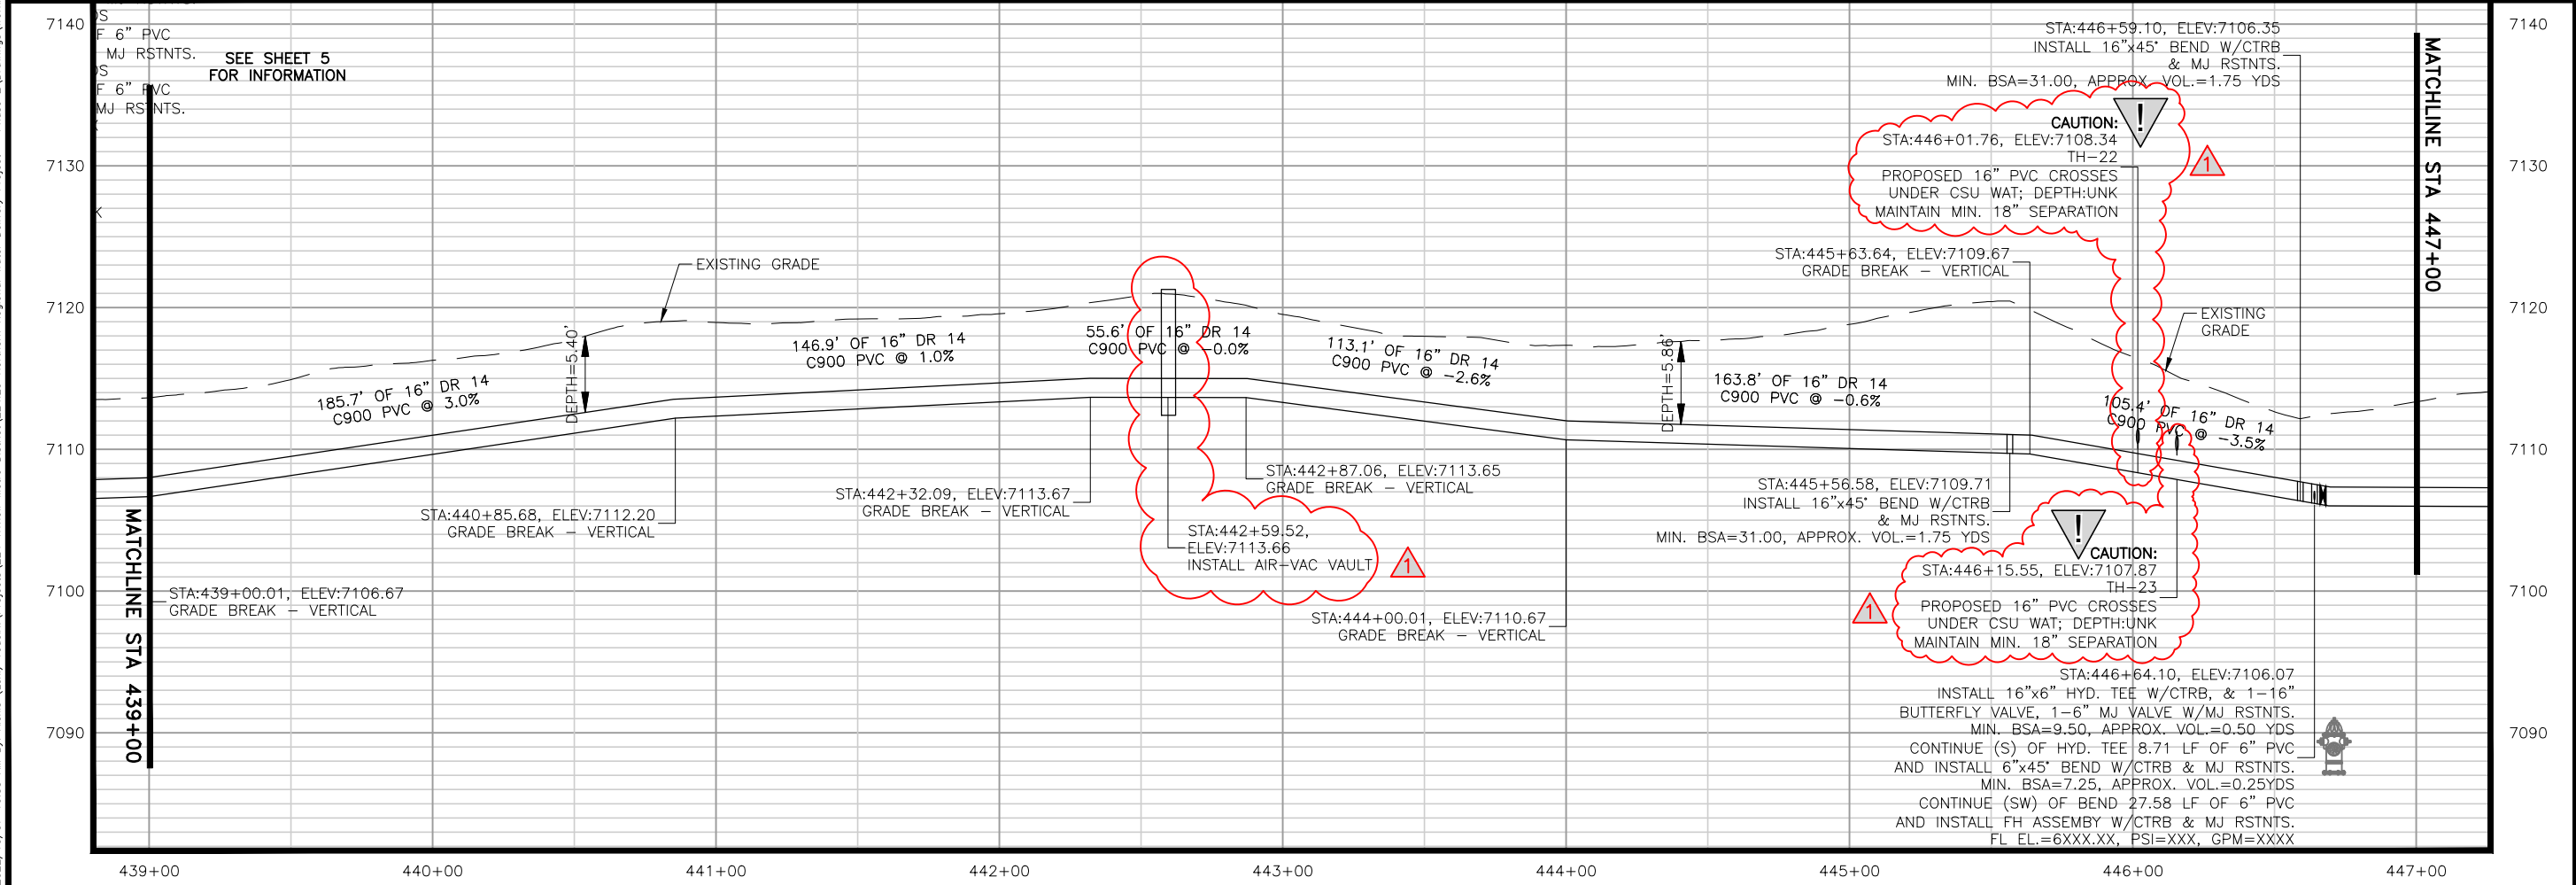 7140
F 6" PVC
MJ RSTNTS.
F 6" PVC
MJ RSTNTS.
SEE SHEET 5
FOR INFORMATION
7130
7120
7110
7100
7090
MATCHLINE STA 439+00
STA:439+00.01, ELEV:7106.67
GRADE BREAK – VERTICAL
185.7' OF 16" DR 14
C900 PVC @ 3.0%
DEPTH=5.40'
EXISTING GRADE
STA:440+85.68, ELEV:7112.20
GRADE BREAK – VERTICAL
146.9' OF 16" DR 14
C900 PVC @ 1.0%
STA:442+32.09, ELEV:7113.67
GRADE BREAK – VERTICAL
55.6' OF 16" DR 14
C900 PVC @ -0.0%
STA:442+59.52,
ELEV:7113.66
INSTALL AIR-VAC VAULT
1
STA:442+87.06, ELEV:7113.65
GRADE BREAK – VERTICAL
113.1' OF 16" DR 14
C900 PVC @ -2.6%
STA:444+00.01, ELEV:7110.67
GRADE BREAK – VERTICAL
DEPTH=5.86'
163.8' OF 16" DR 14
C900 PVC @ -0.6%
STA:445+56.58, ELEV:7109.71
INSTALL 16"x45° BEND W/CTRB
& MJ RSTNTS.
MIN. BSA=31.00, APPROX. VOL.=1.75 YDS
STA:445+63.64, ELEV:7109.67
GRADE BREAK – VERTICAL
STA:446+59.10, ELEV:7106.35
INSTALL 16"x45° BEND W/CTRB
& MJ RSTNTS.
MIN. BSA=31.00, APPROX. VOL.=1.75 YDS
!
CAUTION:
STA:446+01.76, ELEV:7108.34
TH-22
PROPOSED 16" PVC CROSSES
UNDER CSU WAT; DEPTH:UNK
MAINTAIN MIN. 18" SEPARATION
1
EXISTING
GRADE
105.4' OF 16" DR 14
C900 PVC @ -3.5%
!
CAUTION:
STA:446+15.55, ELEV:7107.87
TH-23
PROPOSED 16" PVC CROSSES
UNDER CSU WAT; DEPTH:UNK
MAINTAIN MIN. 18" SEPARATION
1
STA:446+64.10, ELEV:7106.07
INSTALL 16"x6" HYD. TEE W/CTRB, & 1-16"
BUTTERFLY VALVE, 1-6" MJ VALVE W/MJ RSTNTS.
MIN. BSA=9.50, APPROX. VOL.=0.50 YDS
CONTINUE (S) OF HYD. TEE 8.71 LF OF 6" PVC
AND INSTALL 6"x45° BEND W/CTRB & MJ RSTNTS.
MIN. BSA=7.25, APPROX. VOL.=0.25YDS
CONTINUE (SW) OF BEND 27.58 LF OF 6" PVC
AND INSTALL FH ASSEMBY W/CTRB & MJ RSTNTS.
FL EL.=6XXX.XX, PSI=XXX, GPM=XXXX
MATCHLINE STA 447+00
7140
7130
7120
7110
7100
7090
439+00
440+00
441+00
442+00
443+00
444+00
445+00
446+00
447+00